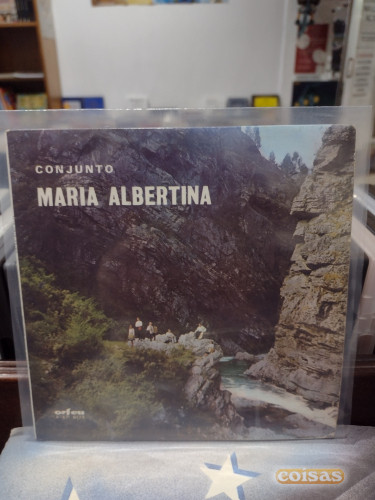 CONJUNTO
MARIA ALBERTINA
orfeu
coisas